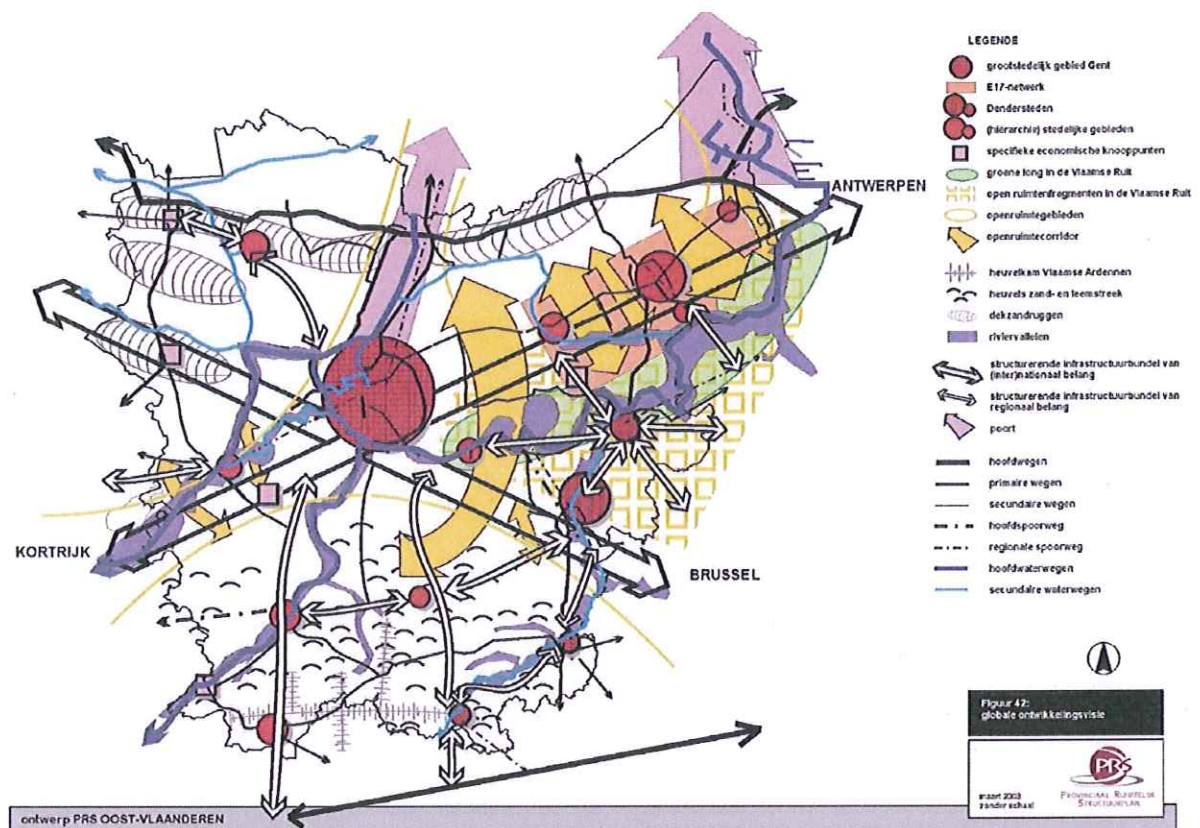 LEGENDE
grootstedelijk gebied Gent
E17-netwerk
Dendersteden
(hiërarchie) stedelijke gebieden
specifieke economische knooppunten
groene long in de Vlaamse Ruit
open ruimtenfragmenten in de Vlaamse Ruit
openruimtegebieden
openruimtecorridor
heuvelkam Vlaamse Ardennen
heuvels zand- en leemstreek
dekzandruggen
riviervalleien
structurerende infrastructuurbundel van
(inter)nationaal belang
structurerende infrastructuurbundel van
regionaal belang
poort
hoofdwegen
primaire wegen
secundaire wegen
hoofdspoorweg
regionale spoorweg
hoofdwaterwegen
secundaire waterwegen
ANTWERPEN
KORTRIJK
BRUSSEL
Figuur 42:
globale ontwikkelingsvisie
maart 2003
zonder schaal
PRS
PROVINCIAAL RUIMTELIJK
STRUCTUURPLAN
ontwerp PRS OOST-VLAANDEREN